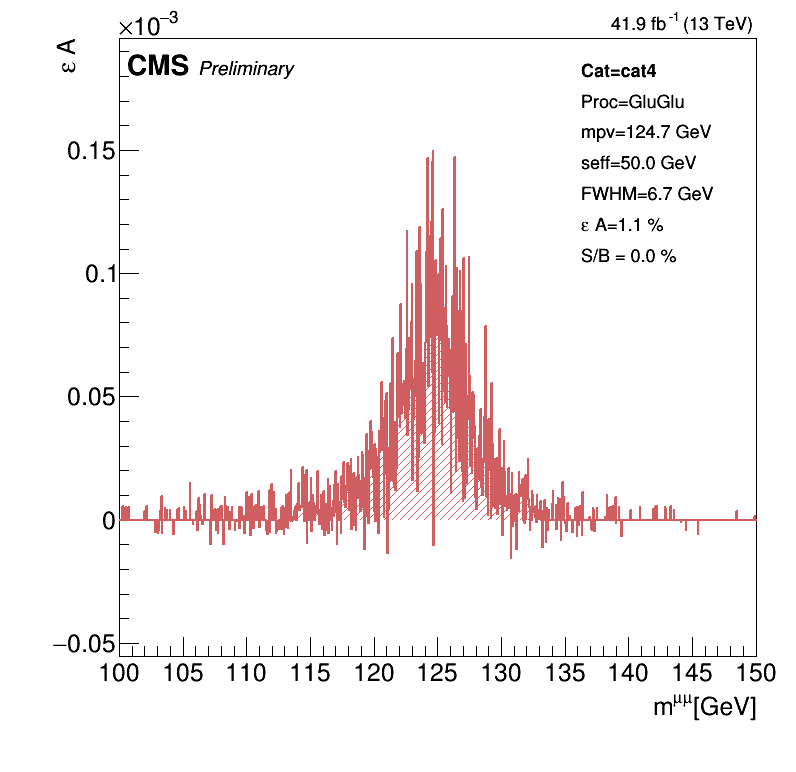 ×10⁻³
41.9 fb⁻¹ (13 TeV)
ε A
CMS Preliminary
Cat=cat4
Proc=GluGlu
mpv=124.7 GeV
seff=50.0 GeV
FWHM=6.7 GeV
ε A=1.1 %
S/B = 0.0 %
0.15
0.1
0.05
0
−0.05
100 105 110 115 120 125 130 135 140 145 150
m^μμ[GeV]